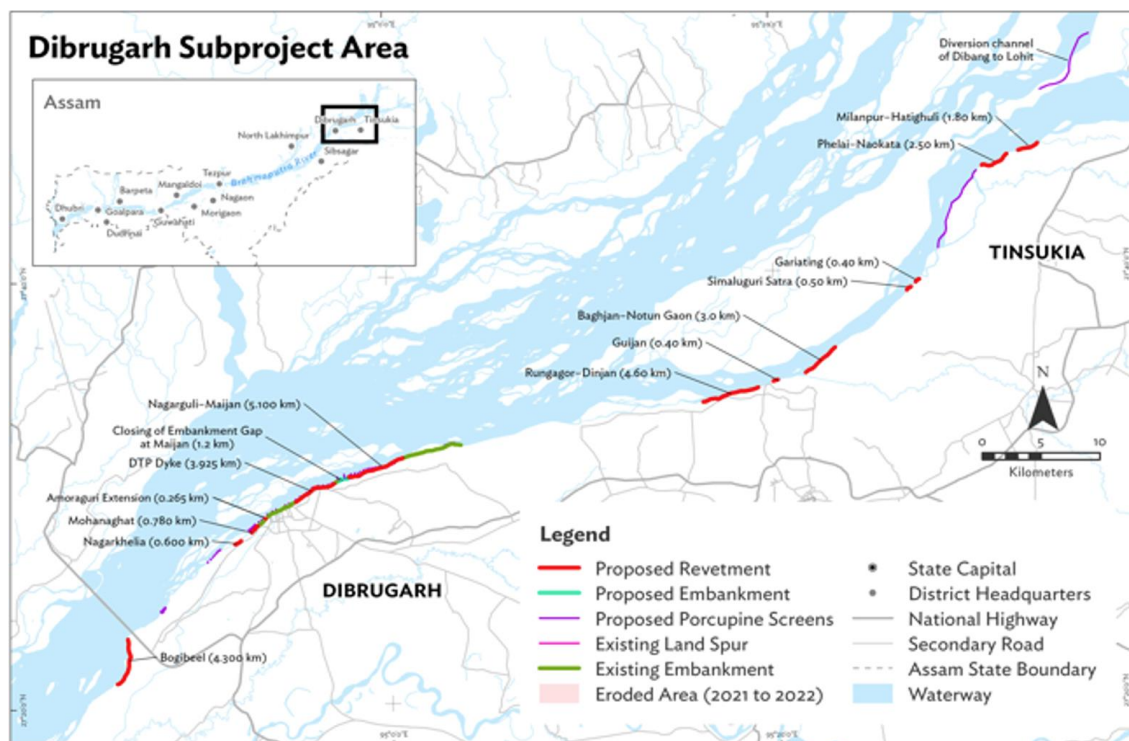 Dibrugarh Subproject Area
Assam
Dibrugarh
Tinsukia
North Lakhimpur
Sibsagar
Brahmaputra River
Tezpur
Mangaldoi
Barpeta
Nagaon
Dhubri
Goalpara
Morigaon
Guwahati
Dudhnai
Diversion channel
of Dibang to Lohit
Milanpur–Hatighuli (1.80 km)
Phelai–Naokata (2.50 km)
TINSUKIA
Gariating (0.40 km)
Simaluguri Satra (0.50 km)
Baghjan–Notun Gaon (3.0 km)
Guijan (0.40 km)
Rungagor–Dinjan (4.60 km)
N
0 5 10
Kilometers
Nagarguli–Maijan (5.100 km)
Closing of Embankment Gap
at Maijan (1.2 km)
DTP Dyke (3.925 km)
Amoraguri Extension (0.265 km)
Mohanaghat (0.780 km)
Nagarkhelia (0.600 km)
DIBRUGARH
Bogibeel (4.300 km)
Legend
Proposed Revetment
Proposed Embankment
Proposed Porcupine Screens
Existing Land Spur
Existing Embankment
Eroded Area (2021 to 2022)
State Capital
District Headquarters
National Highway
Secondary Road
Assam State Boundary
Waterway